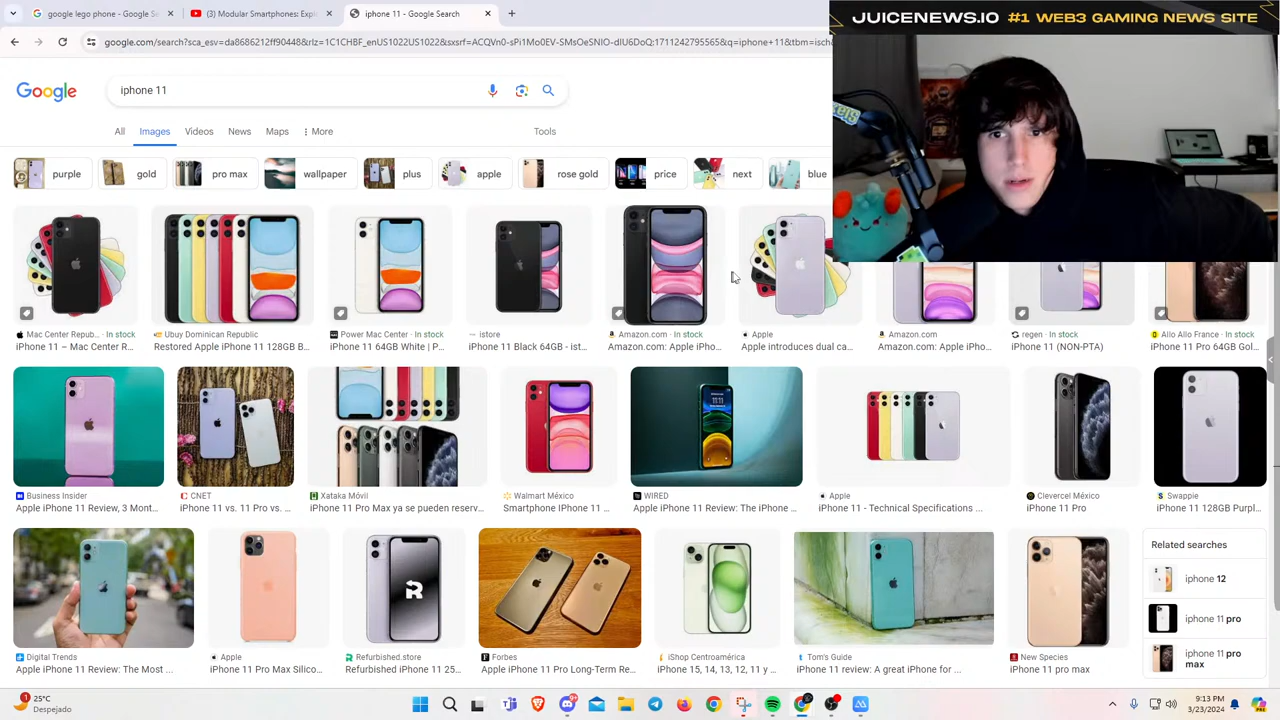 google lego phone - Google S
(3) Modular Smartphones: Expl
iphone 11 - Google Search
JUICENEWS.IO #1 WEB3 GAMING NEWS SITE
google.com/search?sca_esv=da8686212ff90448&rlz=1C1CHBF_enUS1022US1022&sxsrf=ACQVn0-sPi1Mo0EV-SJvOeSNIO-dIU6DoQ:1711242795565&q=iphone+11&tbm=isch
Google
iphone 11
All Images Videos News Maps More Tools
purple gold pro max wallpaper plus apple rose gold price next blue
Mac Center Repub... · In stock
iPhone 11 – Mac Center R...
Ubuy Dominican Republic
Restored Apple iPhone 11 128GB B...
Power Mac Center · In stock
iPhone 11 64GB White | P...
istore
iPhone 11 Black 64GB - ist...
Amazon.com · In stock
Amazon.com: Apple iPho...
Apple
Apple introduces dual ca...
Amazon.com
Amazon.com: Apple iPho...
regen · In stock
iPhone 11 (NON-PTA)
Allo Allo France · In stock
iPhone 11 Pro 64GB Gol...
Business Insider
Apple iPhone 11 Review, 3 Mont...
CNET
iPhone 11 vs. 11 Pro vs. ...
Xataka Móvil
iPhone 11 Pro Max ya se pueden reserv...
Walmart México
Smartphone IPhone 11 ...
11:11
WIRED
Apple iPhone 11 Review: The iPhone ...
Apple
iPhone 11 - Technical Specifications ...
Clevercel México
iPhone 11 Pro
Swappie
iPhone 11 128GB Purpl...
Digital Trends
Apple iPhone 11 Review: The Most ...
Apple
iPhone 11 Pro Max Silico...
Refurbished.store
Refurbished iPhone 11 25...
Forbes
Apple iPhone 11 Pro Long-Term Re...
iShop Centroamérica
iPhone 15, 14, 13, 12, 11 y ...
Tom's Guide
iPhone 11 review: A great iPhone for ...
New Species
iPhone 11 pro max
Related searches
iphone 12
iphone 11 pro
iphone 11 pro
max
25°C
Despejado
9:13 PM
3/23/2024